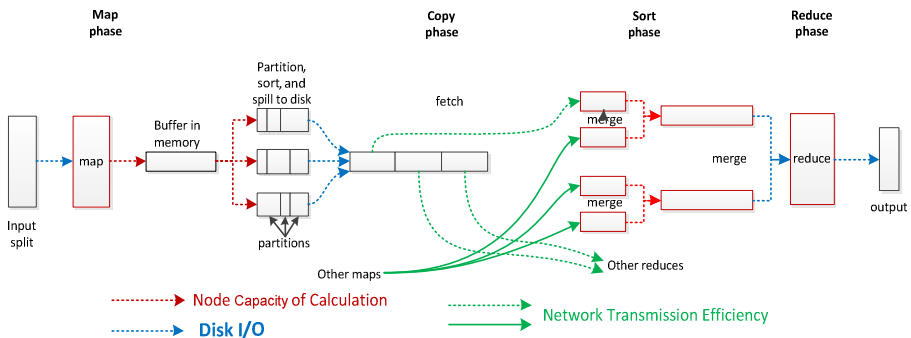 Map
phase
Copy
phase
Sort
phase
Reduce
phase
Partition,
sort, and
spill to disk
fetch
Buffer in
memory
map
merge
merge
merge
reduce
partitions
Input
split
output
Other maps
Other reduces
Node Capacity of Calculation
Disk I/O
Network Transmission Efficiency